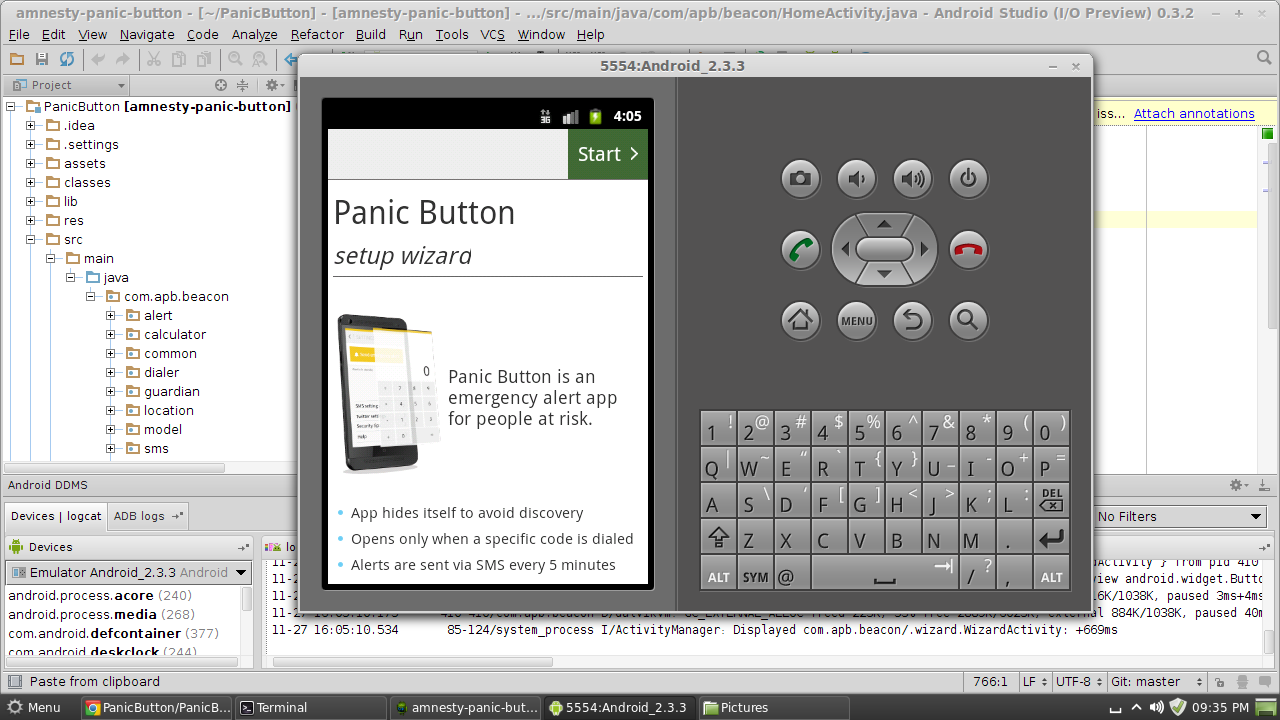 amnesty-panic-button - [~/PanicButton] - [amnesty-panic-button] - .../src/main/java/com/apb/beacon/HomeActivity.java - Android Studio (I/O Preview) 0.3.2
File Edit View Navigate Code Analyze Refactor Build Run Tools VCS Window Help
5554:Android_2.3.3
Project
PanicButton [amnesty-panic-button]
iss... Attach annotations
.idea
.settings
assets
classes
lib
res
src
main
java
com.apb.beacon
alert
calculator
common
dialer
guardian
location
model
sms
3G 4:05
Start
Panic Button
setup wizard
0
Panic Button is an
emergency alert app
for people at risk.
App hides itself to avoid discovery
Opens only when a specific code is dialed
Alerts are sent via SMS every 5 minutes
MENU
1 ! 2 @ 3 # 4 $ 5 % 6 ^ 7 & 8 * 9 ( 0 )
Q | W ~ E “ R ` T { Y } U _ I - O + P =
A S \ D ‘ F [ G ] H < J > K ; L : DEL
Z X C V B N M .
ALT SYM @ / ? , ALT
Android DDMS
Devices | logcat ADB logs
No Filters
Devices
Emulator Android_2.3.3 Android
android.process.acore (240)
android.process.media (268)
com.android.defcontainer (377)
com.android.deskclock (244)
view android.widget.Butto
paused 3ms+4ms
external 884K/1038K, paused 40m
11-27 16:05:10.534 85-124/system_process I/ActivityManager: Displayed com.apb.beacon/.wizard.WizardActivity: +669ms
Paste from clipboard 766:1 LF UTF-8 Git: master
Menu PanicButton/PanicB... Terminal amnesty-panic-but... 5554:Android_2.3.3 Pictures 09:35 PM